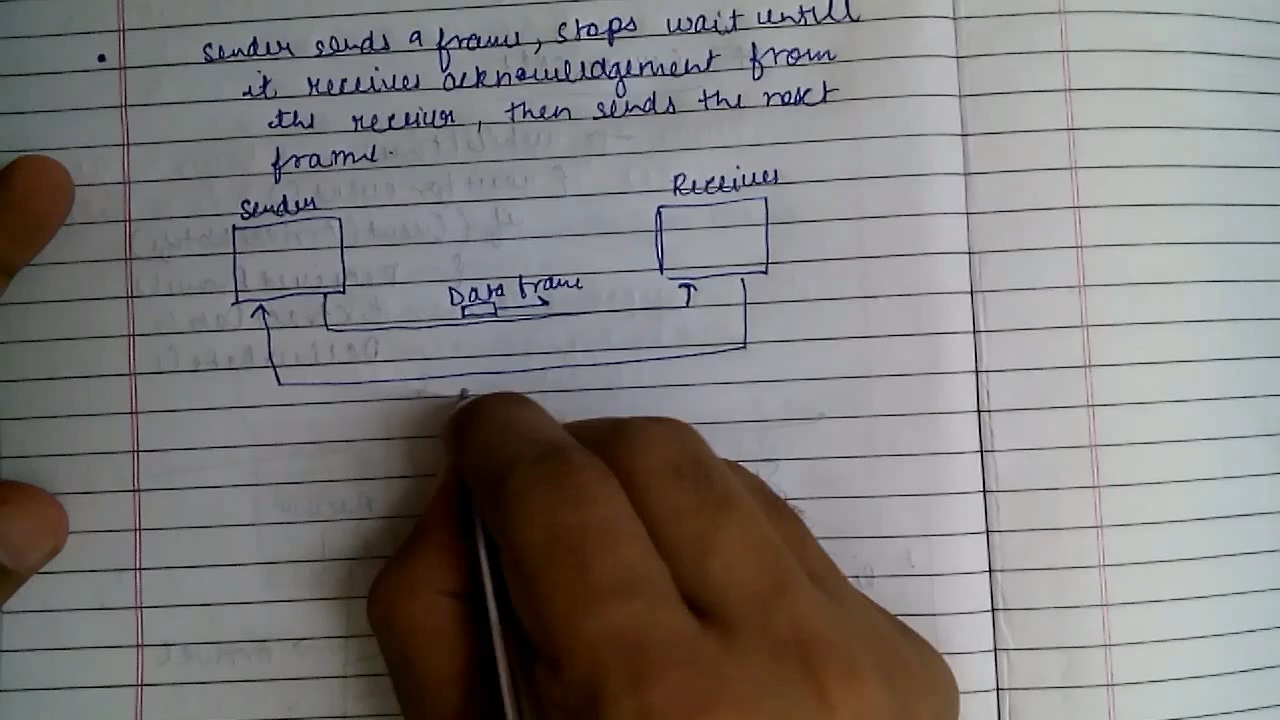 sender sends a frame, stops wait untill
it receives acknowledgement from
the receiver, then sends the next
frame.
Sender
Receiver
Data frame